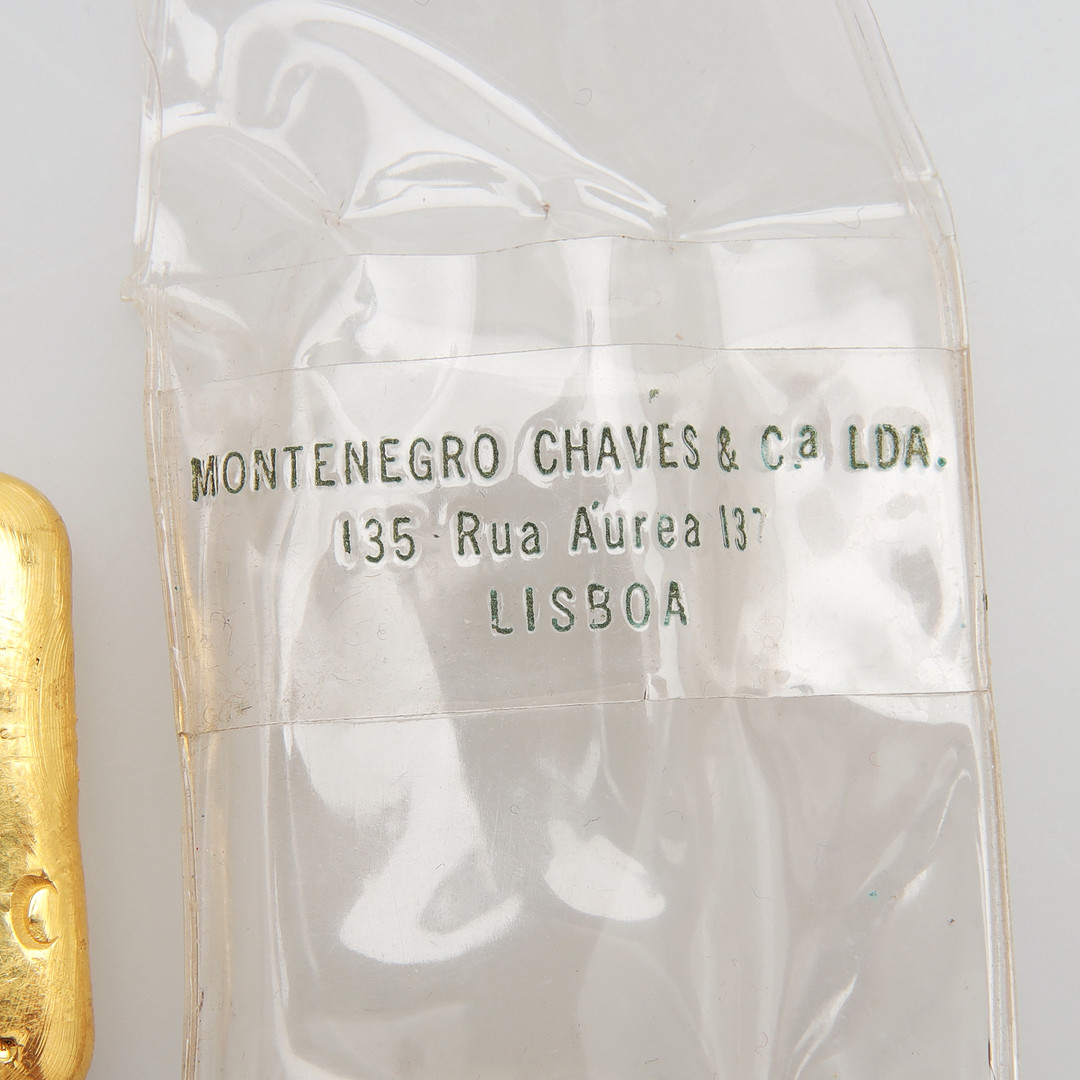 MONTENEGRO CHAVES & C.ª LDA.
135 - Rua Áurea 137
LISBOA